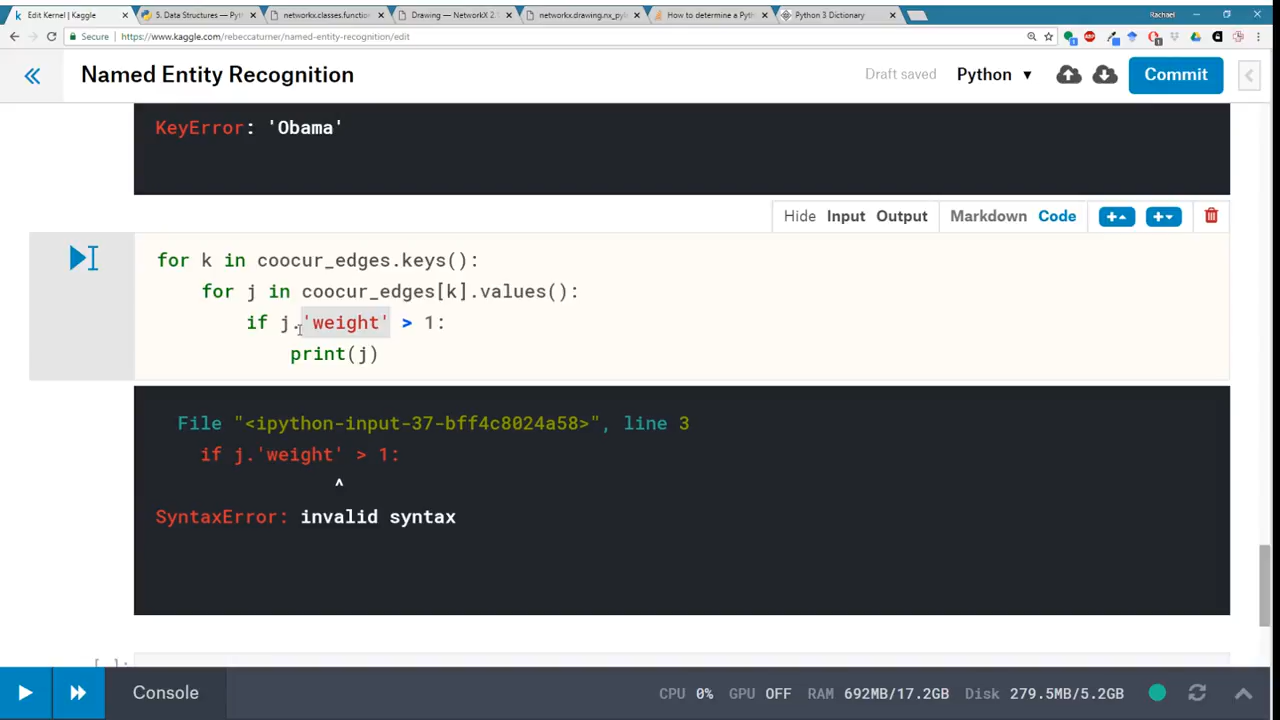 Edit Kernel | Kaggle
5. Data Structures — Pyth
networkx.classes.function
Drawing — NetworkX 2.1
networkx.drawing.nx_pyl
How to determine a Pyth
Python 3 Dictionary
Rachael
Secure
https://www.kaggle.com/rebeccaturner/named-entity-recognition/edit
Named Entity Recognition
Draft saved
Python
Commit
KeyError: 'Obama'
Hide Input Output
Markdown Code
for k in coocur_edges.keys():
for j in coocur_edges[k].values():
if j.'weight' > 1:
print(j)
File "<ipython-input-37-bff4c8024a58>", line 3
if j.'weight' > 1:
^
SyntaxError: invalid syntax
[ ]:
Console
CPU 0% GPU OFF RAM 692MB/17.2GB Disk 279.5MB/5.2GB